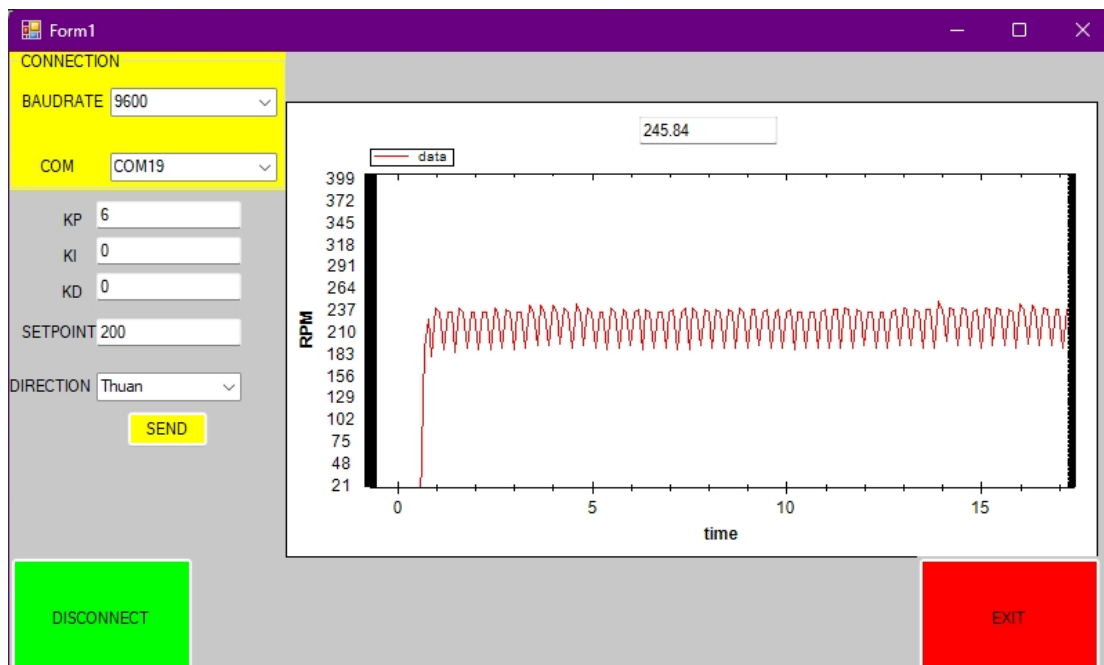 Form1
CONNECTION
BAUDRATE 9600
COM COM19
KP 6
KI 0
KD 0
SETPOINT 200
DIRECTION Thuan
SEND
DISCONNECT
245.84
data
399
372
345
318
291
264
237
210
183
156
129
102
75
48
21
RPM
0 5 10 15
time
EXIT